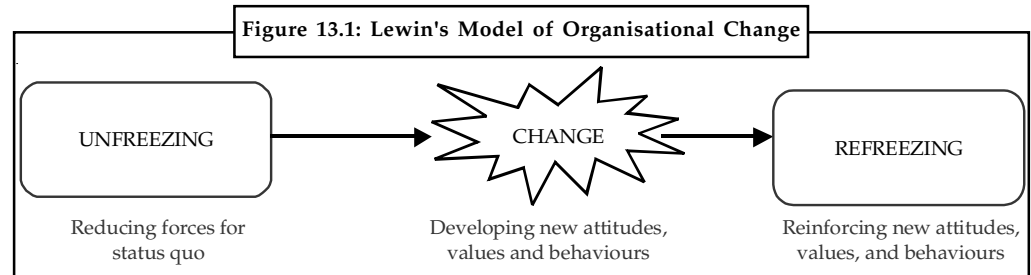 Figure 13.1: Lewin's Model of Organisational Change
UNFREEZING
CHANGE
REFREEZING
Reducing forces for
status quo
Developing new attitudes,
values and behaviours
Reinforcing new attitudes,
values, and behaviours